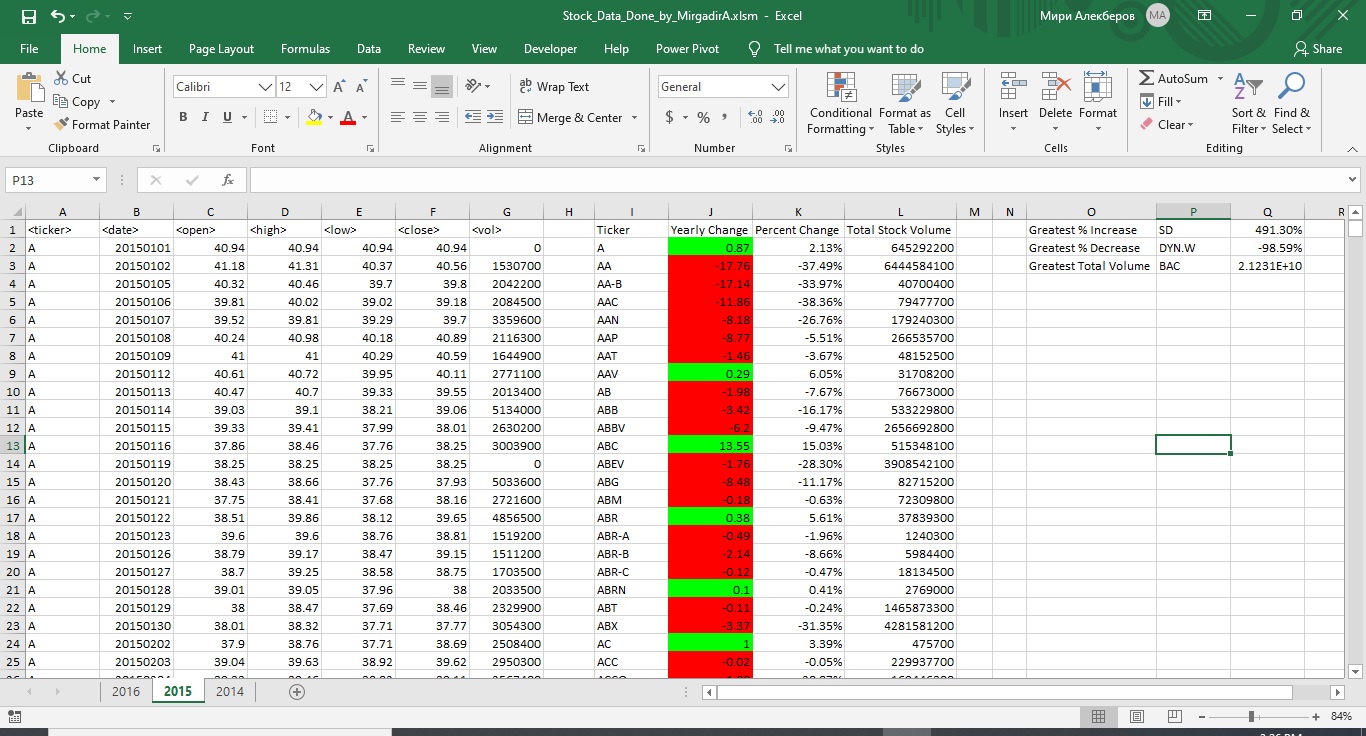 Stock_Data_Done_by_MirgadirA.xlsm - Excel Мири Алекберов MA
File Home Insert Page Layout Formulas Data Review View Developer Help Power Pivot Tell me what you want to do Share
Cut Calibri 12 A A Wrap Text General AutoSum
Copy Fill
Paste Format Painter B I U A Merge & Center $ % , Conditional Formatting Format as Table Cell Styles Insert Delete Format Clear Sort & Filter Find & Select
Clipboard Font Alignment Number Styles Cells Editing
P13 fx
A B C D E F G H I J K L M N O P Q R
1 <ticker> <date> <open> <high> <low> <close> <vol> Ticker Yearly Change Percent Change Total Stock Volume Greatest % Increase SD 491.30%
2 A 20150101 40.94 40.94 40.94 40.94 0 A 0.87 2.13% 645292200 Greatest % Decrease DYN.W -98.59%
3 A 20150102 41.18 41.31 40.37 40.56 1530700 AA -17.76 -37.49% 6444584100 Greatest Total Volume BAC 2.1231E+10
4 A 20150105 40.32 40.46 39.7 39.8 2042200 AA-B -17.14 -33.97% 40700400
5 A 20150106 39.81 40.02 39.02 39.18 2084500 AAC -11.86 -38.36% 79477700
6 A 20150107 39.52 39.81 39.29 39.7 3359600 AAN -8.18 -26.76% 179240300
7 A 20150108 40.24 40.98 40.18 40.89 2116300 AAP -8.77 -5.51% 266535700
8 A 20150109 41 41 40.29 40.59 1644900 AAT -1.46 -3.67% 48152500
9 A 20150112 40.61 40.72 39.95 40.11 2771100 AAV 0.29 6.05% 31708200
10 A 20150113 40.47 40.7 39.33 39.55 2013400 AB -1.98 -7.67% 76673000
11 A 20150114 39.03 39.1 38.21 39.06 5134000 ABB -3.42 -16.17% 533229800
12 A 20150115 39.33 39.41 37.99 38.01 2692800 ABBV -6.2 -9.47% 2656692800
13 A 20150116 37.86 38.46 37.76 38.25 3003900 ABC 13.55 15.03% 515348100
14 A 20150119 38.25 38.25 38.25 38.25 0 ABEV -1.76 -28.30% 3908542100
15 A 20150120 38.43 38.66 37.76 37.93 5033600 ABG -8.48 -11.17% 82715200
16 A 20150121 37.75 38.41 37.68 38.16 2721600 ABM -0.18 -0.63% 72309800
17 A 20150122 38.51 39.86 38.12 39.65 4856500 ABR 0.38 5.61% 37839300
18 A 20150123 39.6 39.6 38.76 38.81 1519200 ABR-A -0.49 -1.96% 1240300
19 A 20150126 38.79 39.17 38.47 39.15 1511200 ABR-B -2.14 -8.66% 5984400
20 A 20150127 38.7 39.25 38.58 38.75 1703500 ABR-C -0.12 -0.47% 18134500
21 A 20150128 39.01 39.05 37.96 38 2033500 ABRN 0.1 0.41% 2769000
22 A 20150129 38 38.47 37.69 38.46 2329900 ABT -0.11 -0.24% 1465873300
23 A 20150130 38.01 38.32 37.71 37.77 3054300 ABX -3.37 -31.35% 4281581200
24 A 20150202 37.9 38.76 37.71 38.69 2508400 AC 1 3.39% 475700
25 A 20150203 39.04 39.63 38.92 39.62 2950300 ACC -0.02 -0.05% 229937700
2016 2015 2014
84%